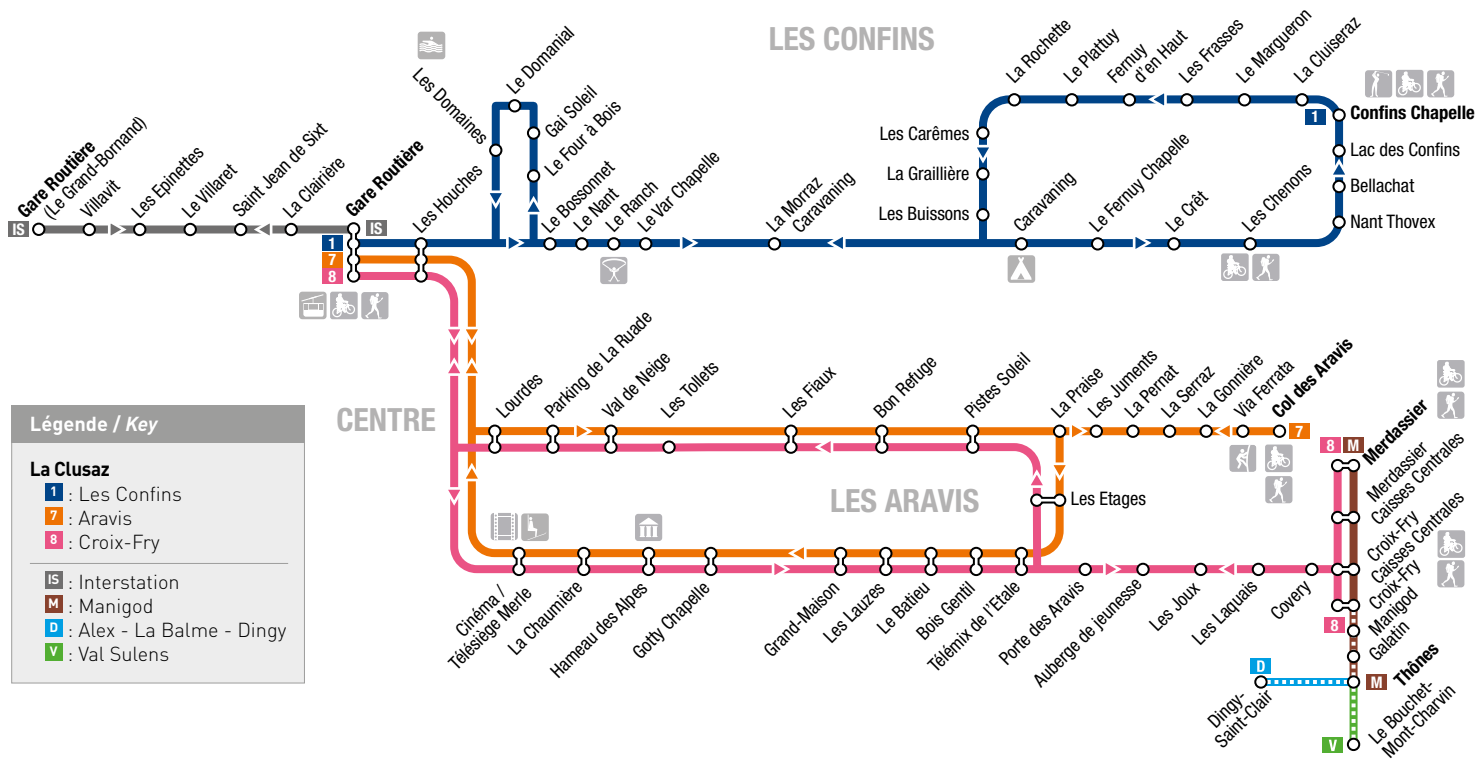 LES CONFINS
Les Domaines
Le Domanial
Gai Soleil
Le Four à Bois
La Rochette
Le Plattuy
Fernuy
d'en Haut
Les Frasses
Le Margueron
La Cluiseraz
1
Confins Chapelle
Les Carêmes
Lac des Confins
La Graillière
Bellachat
Les Buissons
Nant Thovex
IS
Gare Routière
(Le Grand-Bornand)
Villavit
Les Epinettes
Le Villaret
Saint Jean de Sixt
La Clairière
Gare Routière
IS
1
7
8
Les Houches
Le Bossonnet
Le Nant
Le Ranch
Le Var Chapelle
La Morraz
Caravaning
Caravaning
Le Fernuy Chapelle
Le Crêt
Les Chenons
CENTRE
Lourdes
Parking de La Ruade
Val de Neige
Les Tollets
Les Fiaux
Bon Refuge
Pistes Soleil
La Praise
Les Juments
La Pernat
La Serraz
La Gonnière
Via Ferrata
Col des Aravis
7
LES ARAVIS
Les Etages
Cinéma /
Télésiège Merle
La Chaumière
Hameau des Alpes
Gotty Chapelle
Grand-Maison
Les Lauzes
Le Batieu
Bois Gentil
Télémix de l'Etale
Porte des Aravis
Auberge de jeunesse
Les Joux
Les Laquais
Covery
8
M
Merdassier
Merdassier
Caisses Centrales
Croix-Fry
Caisses Centrales
Croix-Fry
Manigod
Galatin
8
Thônes
M
D
Dingy-
Saint-Clair
V
Le Bouchet-
Mont-Charvin
Légende / Key
La Clusaz
1 : Les Confins
7 : Aravis
8 : Croix-Fry
IS : Interstation
M : Manigod
D : Alex - La Balme - Dingy
V : Val Sulens